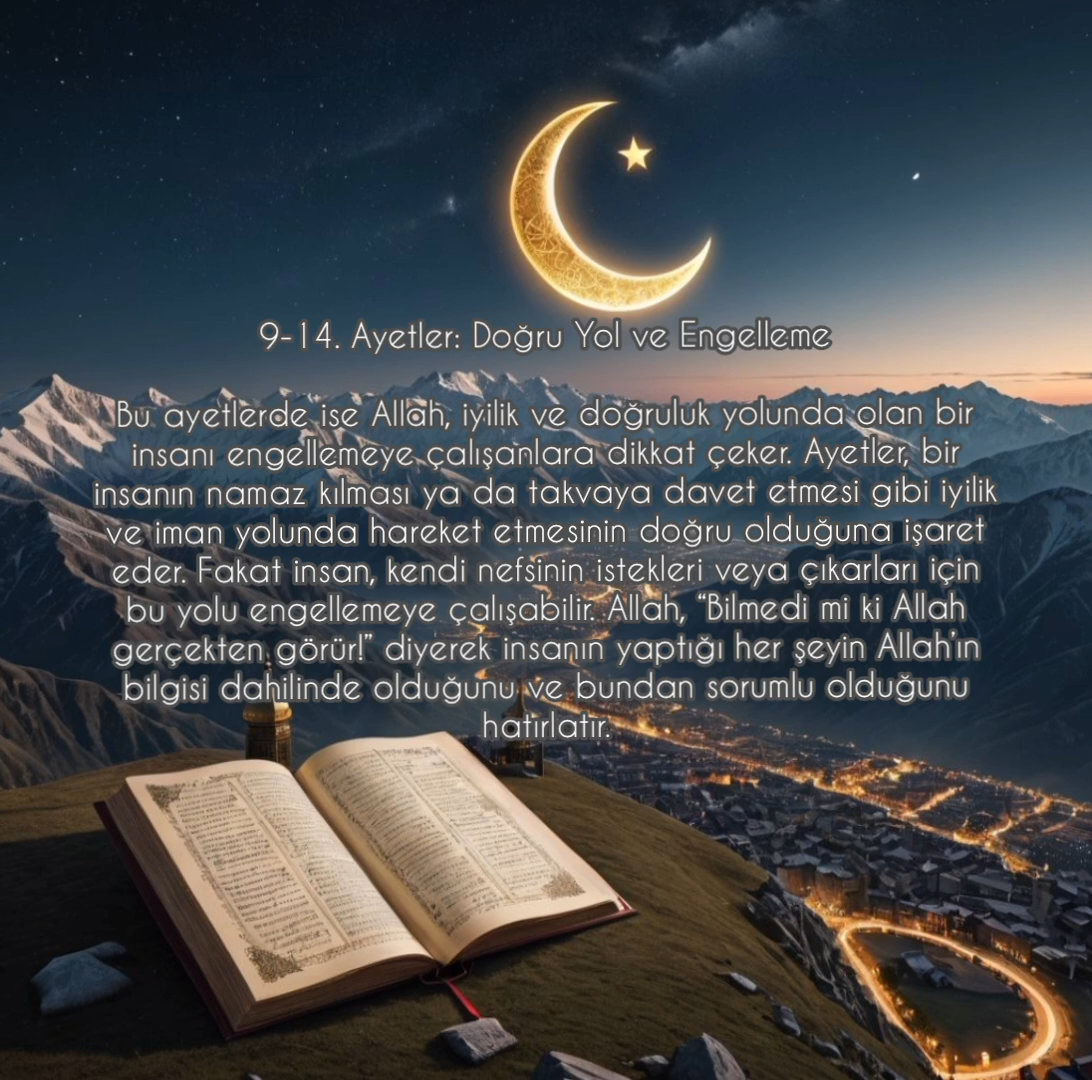 9-14. Ayetler: Doğru Yol ve Engelleme
Bu ayetlerde ise Allah, iyilik ve doğruluk yolunda olan bir
insanı engellemeye çalışanlara dikkat çeker. Ayetler, bir
insanın namaz kılması ya da takvaya davet etmesi gibi iyilik
ve iman yolunda hareket etmesinin doğru olduğuna işaret
eder. Fakat insan, kendi nefsinin istekleri veya çıkarları için
bu yolu engellemeye çalışabilir. Allah, “Bilmedi mi ki Allah
gerçekten görür!” diyerek insanın yaptığı her şeyin Allah’ın
bilgisi dahilinde olduğunu ve bundan sorumlu olduğunu
hatırlatır.